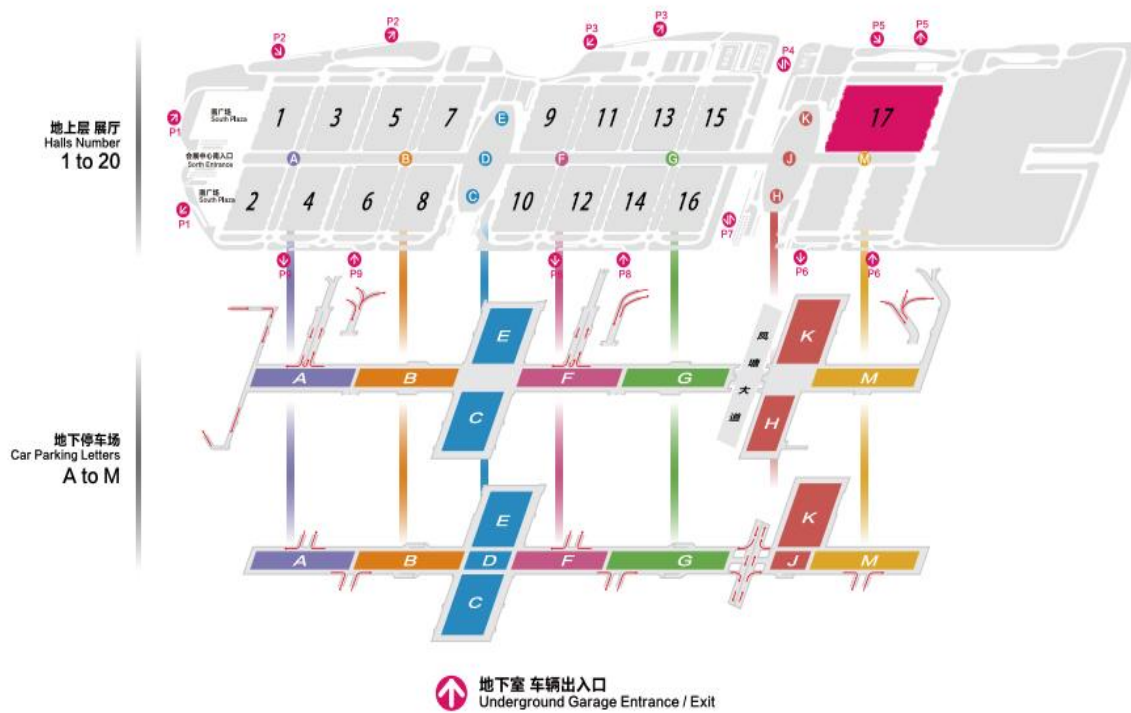 P2
P2
P3
P3
P4
P5
P5
地上层 展厅
Halls Number
1 to 20
P1
南广场
South Plaza
1
3
5
7
E
9
11
13
15
K
17
会展中心南入口
Sorth Entrance
A
B
D
F
G
J
M
南广场
South Plaza
2
4
6
8
C
10
12
14
16
H
P1
P7
P9
P9
P8
P6
P6
地下停车场
Car Parking Letters
A to M
E
K
凤塘大道
A
B
F
G
M
C
H
E
K
A
B
D
F
G
J
M
C
地下室 车辆出入口
Underground Garage Entrance / Exit